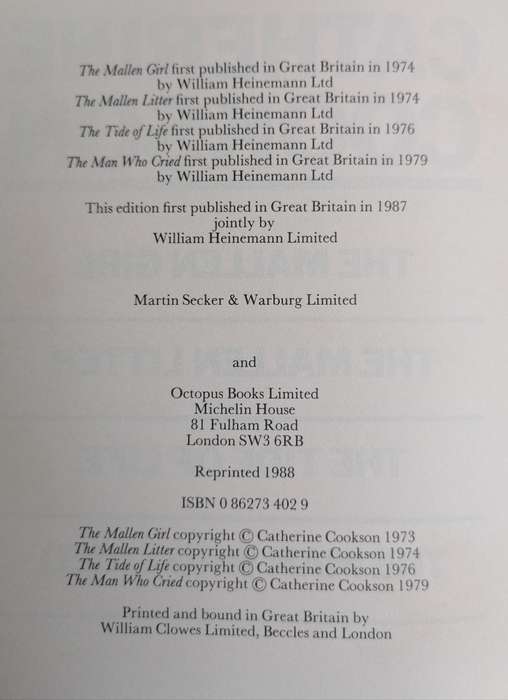 The Mallen Girl first published in Great Britain in 1974
by William Heinemann Ltd
The Mallen Litter first published in Great Britain in 1974
by William Heinemann Ltd
The Tide of Life first published in Great Britain in 1976
by William Heinemann Ltd
The Man Who Cried first published in Great Britain in 1979
by William Heinemann Ltd
This edition first published in Great Britain in 1987
jointly by
William Heinemann Limited
Martin Secker & Warburg Limited
and
Octopus Books Limited
Michelin House
81 Fulham Road
London SW3 6RB
Reprinted 1988
ISBN 0 86273 402 9
The Mallen Girl copyright © Catherine Cookson 1973
The Mallen Litter copyright © Catherine Cookson 1974
The Tide of Life copyright © Catherine Cookson 1976
The Man Who Cried copyright © Catherine Cookson 1979
Printed and bound in Great Britain by
William Clowes Limited, Beccles and London